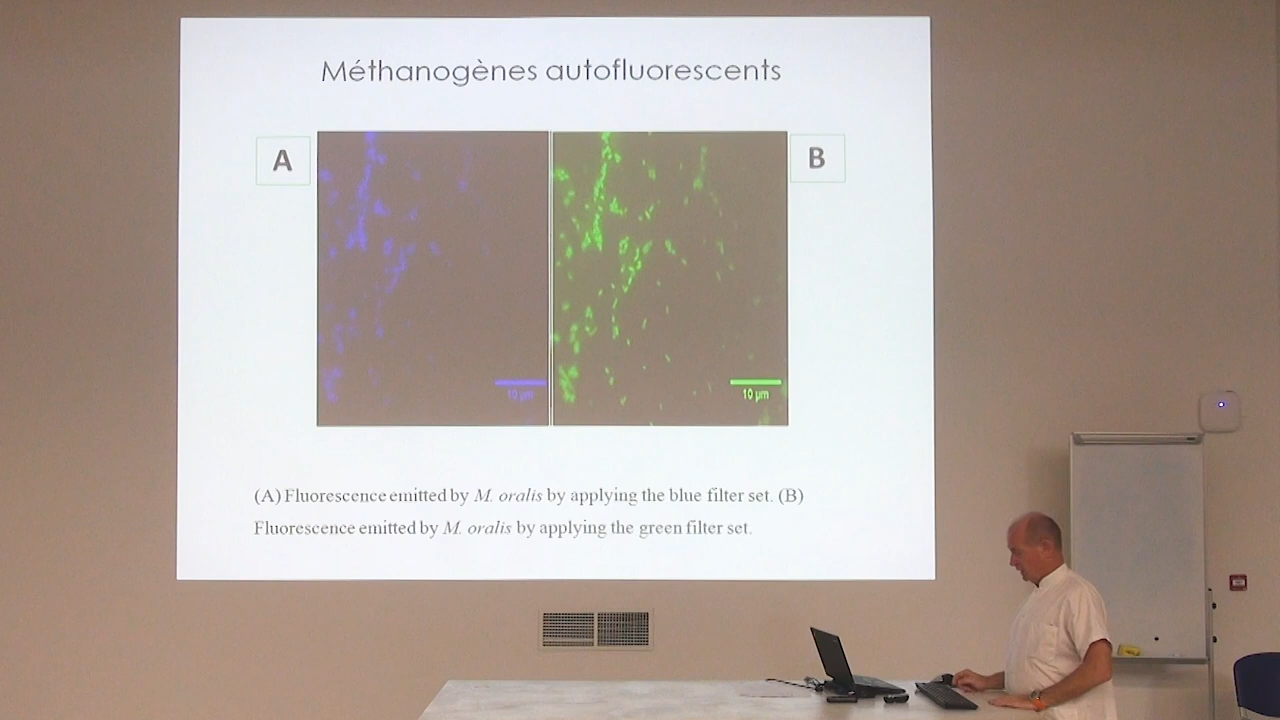 Méthanogènes autofluorescents
A
B
10 µm
10 µm
(A) Fluorescence emitted by M. oralis by applying the blue filter set. (B)
Fluorescence emitted by M. oralis by applying the green filter set.